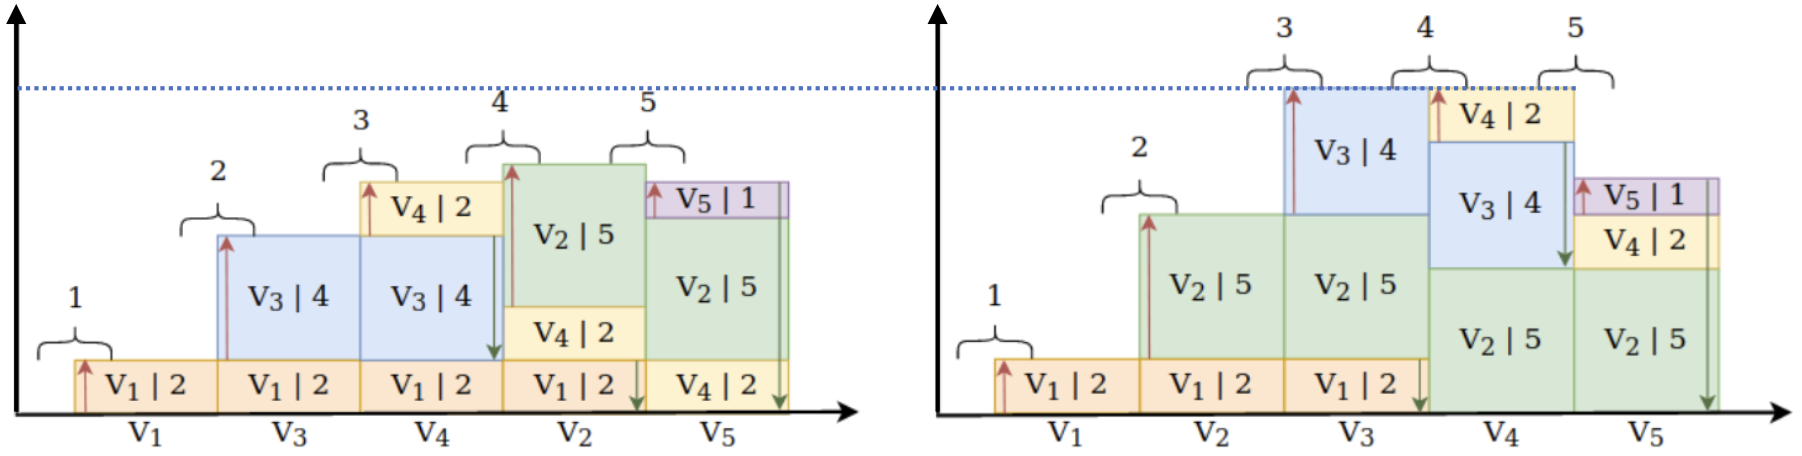 1
2
3
4
5
V₄ | 2
V₃ | 4
V₃ | 4
V₂ | 5
V₄ | 2
V₅ | 1
V₂ | 5
V₁ | 2
V₁ | 2
V₁ | 2
V₁ | 2
V₄ | 2
V₁
V₃
V₄
V₂
V₅
1
2
3
4
5
V₃ | 4
V₄ | 2
V₃ | 4
V₅ | 1
V₄ | 2
V₂ | 5
V₂ | 5
V₂ | 5
V₂ | 5
V₁ | 2
V₁ | 2
V₁ | 2
V₁
V₂
V₃
V₄
V₅